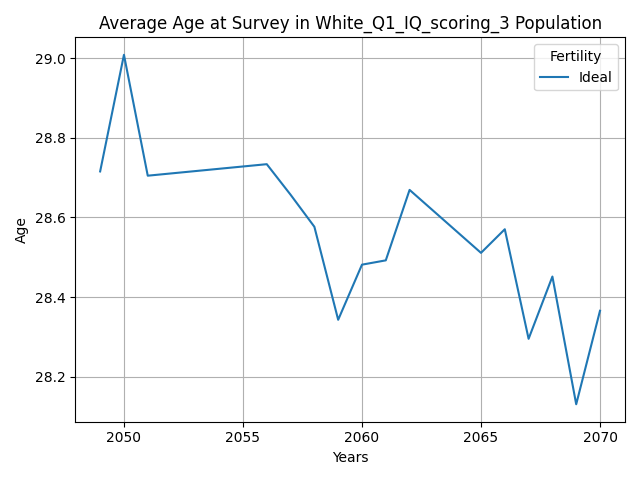 Average Age at Survey in White_Q1_IQ_scoring_3 Population
Fertility
Ideal
29.0
28.8
28.6
28.4
28.2
Age
2050
2055
2060
2065
2070
Years